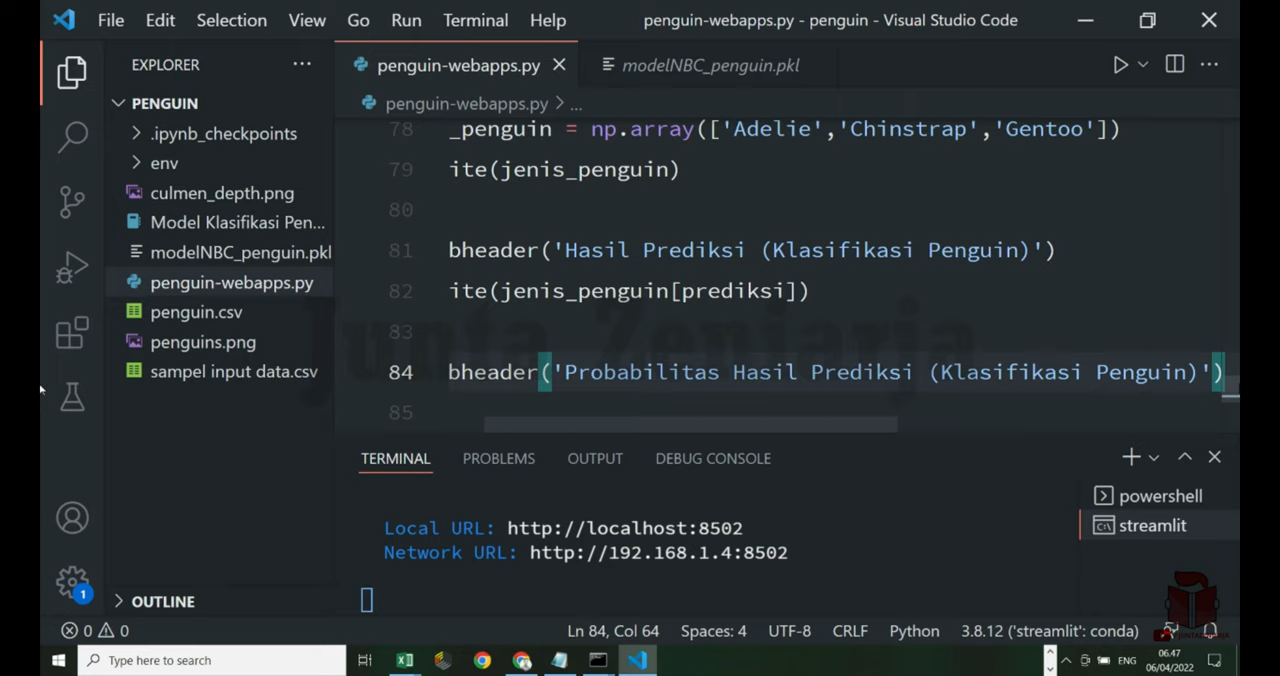 File Edit Selection View Go Run Terminal Help penguin-webapps.py - penguin - Visual Studio Code
EXPLORER
PENGUIN
.ipynb_checkpoints
env
culmen_depth.png
Model Klasifikasi Pen...
modelNBC_penguin.pkl
penguin-webapps.py
penguin.csv
penguins.png
sampel input data.csv
OUTLINE
penguin-webapps.py modelNBC_penguin.pkl
penguin-webapps.py > ...
78 _penguin = np.array(['Adelie','Chinstrap','Gentoo'])
79 ite(jenis_penguin)
80
81 bheader('Hasil Prediksi (Klasifikasi Penguin)')
82 ite(jenis_penguin[prediksi])
83
84 bheader('Probabilitas Hasil Prediksi (Klasifikasi Penguin)')
85
Junta Zeniarja
TERMINAL PROBLEMS OUTPUT DEBUG CONSOLE
Local URL: http://localhost:8502
Network URL: http://192.168.1.4:8502
powershell
streamlit
1
0 0 Ln 84, Col 64 Spaces: 4 UTF-8 CRLF Python 3.8.12 ('streamlit': conda)
Type here to search
ENG
06.47
06/04/2022